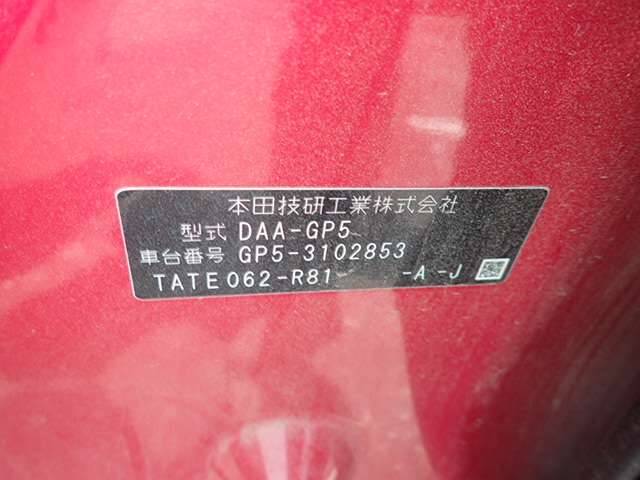 本田技研工業株式会社
型式 DAA-GP5
車台番号 GP5-3102853
TATE062-R81 -A -J